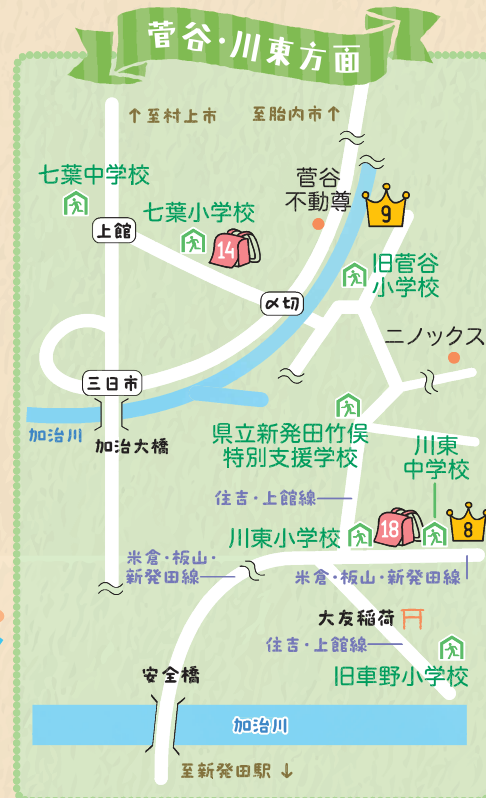 菅谷・川東方面
↑至村上市
至胎内市↑
七葉中学校
菅谷
不動尊
9
七葉小学校
14
上館
旧菅谷
小学校
〆切
ニノックス
三日市
加治川
加治大橋
県立新発田竹俣
特別支援学校
川東
中学校
住吉・上館線
川東小学校
18
8
米倉・板山・
新発田線
米倉・板山・新発田線
大友稲荷
住吉・上館線
旧車野小学校
安全橋
加治川
至新発田駅↓